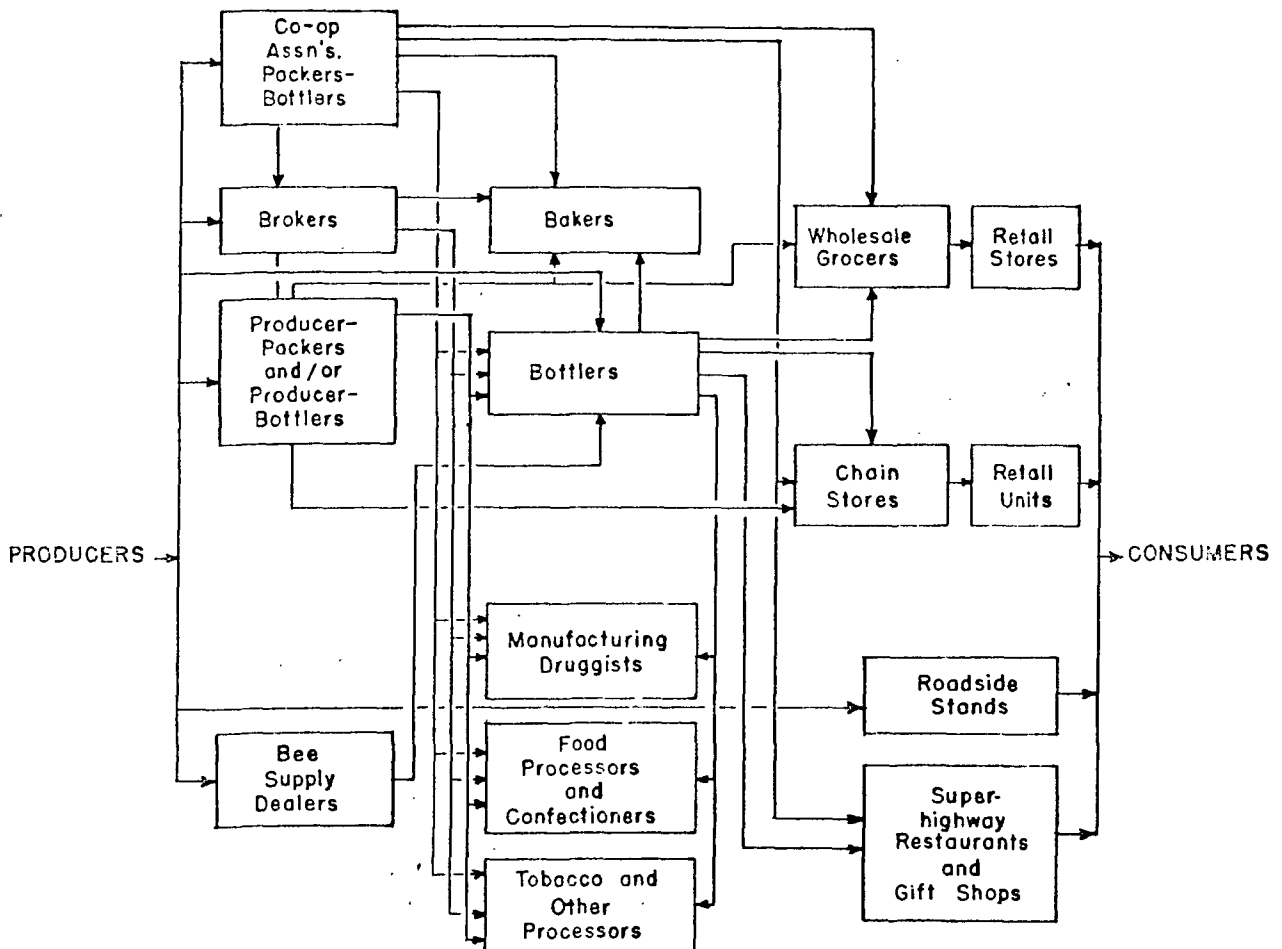 Co-op
Assn's.
Packers-
Bottlers
Brokers
Bakers
Wholesale
Grocers
Retail
Stores
Producer-
Packers
and/or
Producer-
Bottlers
Bottlers
Chain
Stores
Retail
Units
PRODUCERS
CONSUMERS
Manufacturing
Druggists
Roadside
Stands
Bee
Supply
Dealers
Food
Processors
and
Confectioners
Super-
highway
Restaurants
and
Gift Shops
Tobacco and
Other
Processors